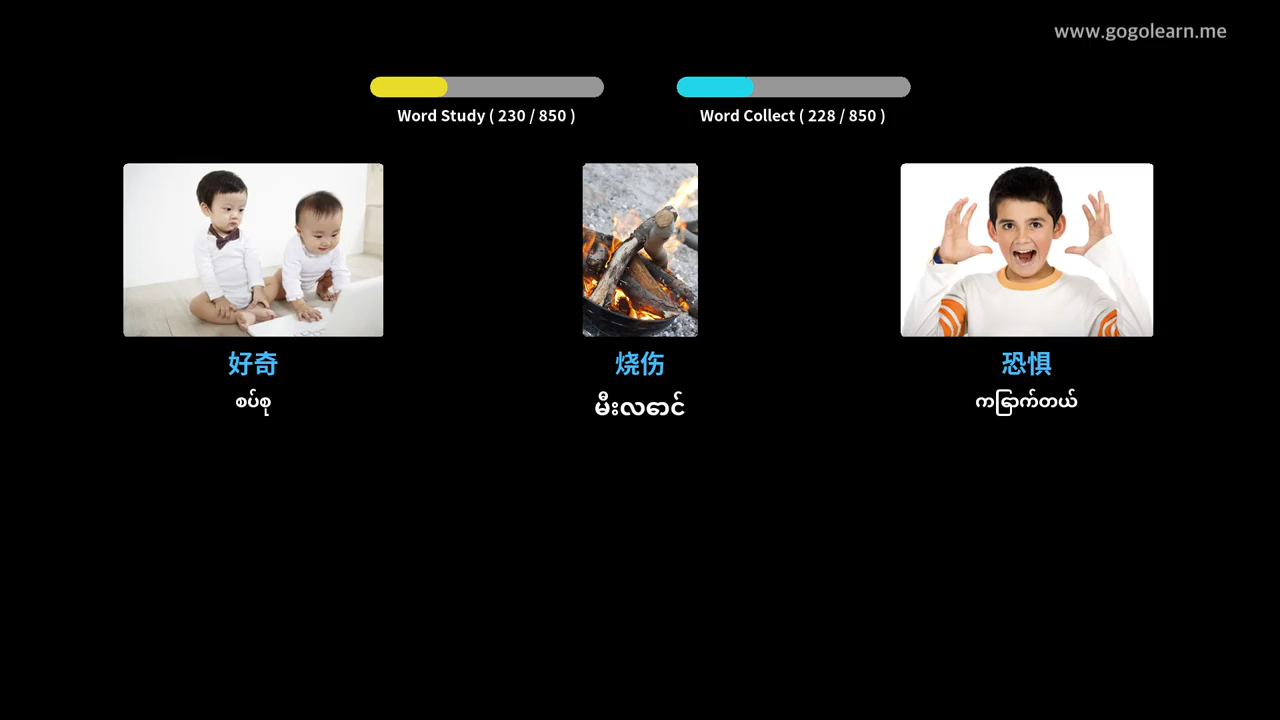 www.gogolearn.me
Word Study ( 230 / 850 )
Word Collect ( 228 / 850 )
好奇
烧伤
恐惧
စပ်စု
မီးလောင်
ကြောက်တယ်